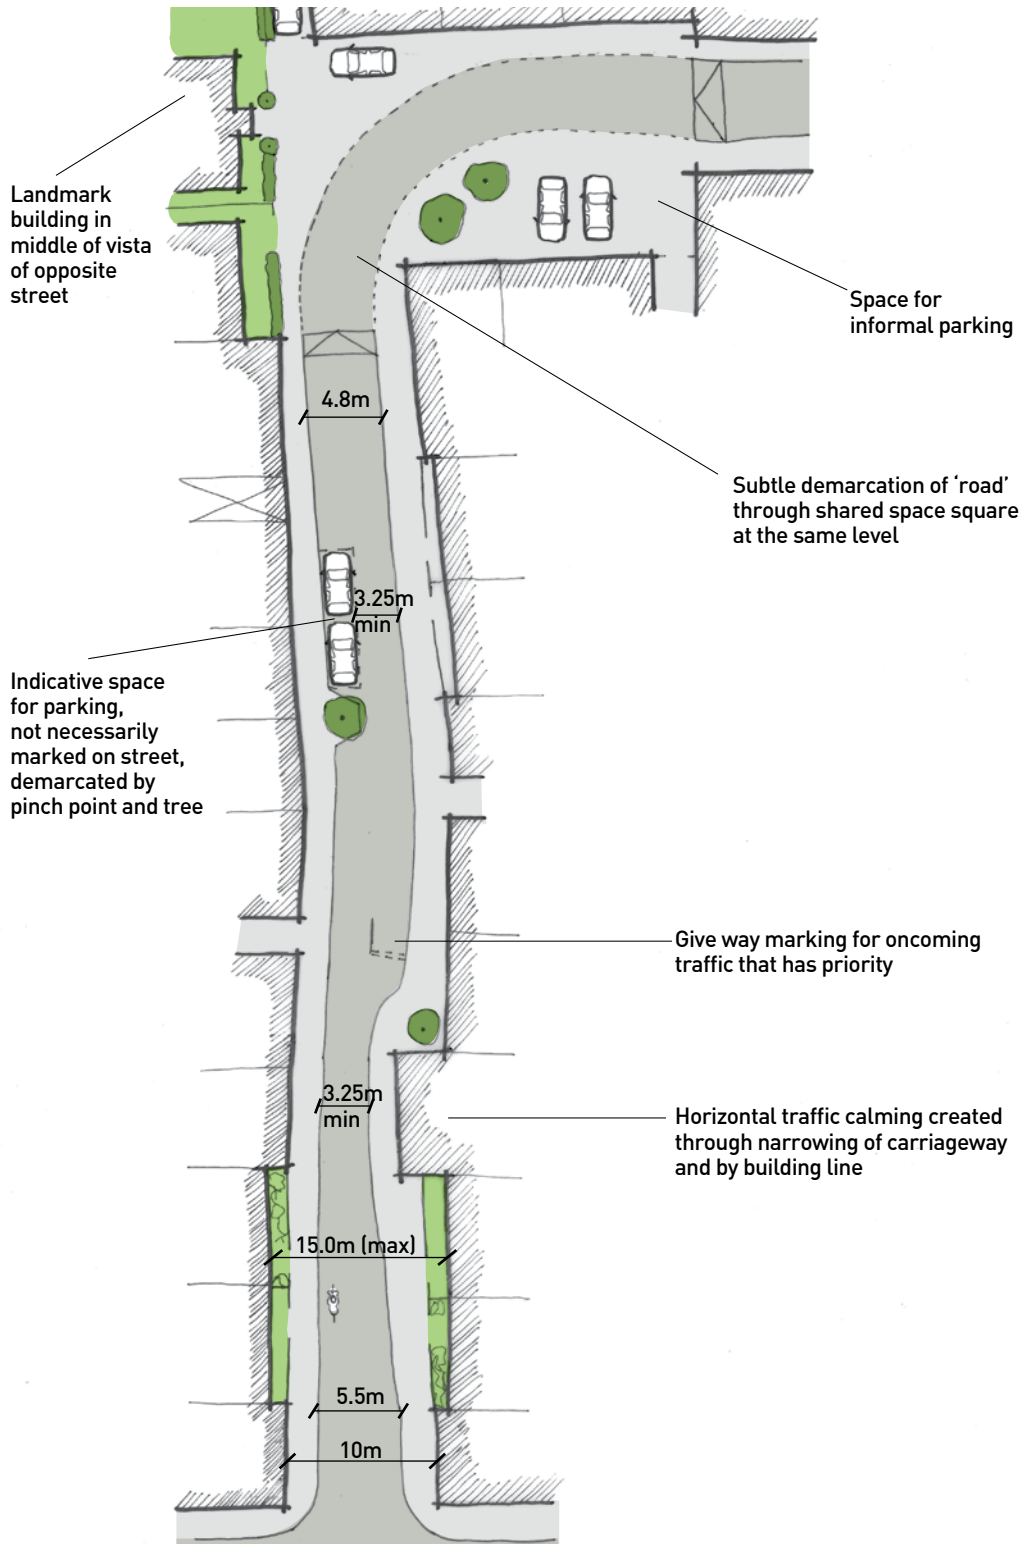 Landmark
building in
middle of vista
of opposite
street
Space for
informal parking
4.8m
Subtle demarcation of ‘road’
through shared space square
at the same level
3.25m
min
Indicative space
for parking,
not necessarily
marked on street,
demarcated by
pinch point and tree
Give way marking for oncoming
traffic that has priority
3.25m
min
Horizontal traffic calming created
through narrowing of carriageway
and by building line
15.0m (max)
5.5m
10m